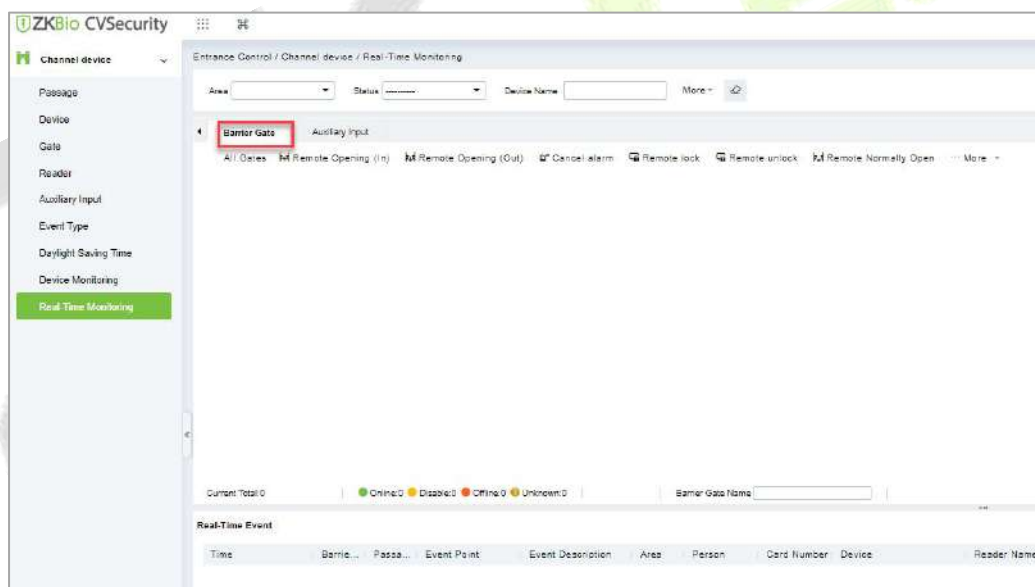 ZKBio CVSecurity
Channel device
Entrance Control / Channel device / Real-Time Monitoring
Passage
Device
Gate
Reader
Auxiliary Input
Event Type
Daylight Saving Time
Device Monitoring
Real-Time Monitoring
Area Status --------- Device Name More
Barrier Gate Auxiliary Input
All Gates Remote Opening (In) Remote Opening (Out) Cancel alarm Remote lock Remote unlock Remote Normally Open ··· More
Current Total:0 Online:0 Disable:0 Offline:0 Unknown:0 Barrier Gate Name
Real-Time Event
Time Barrie... Passa... Event Point Event Description Area Person Card Number Device Reader Name